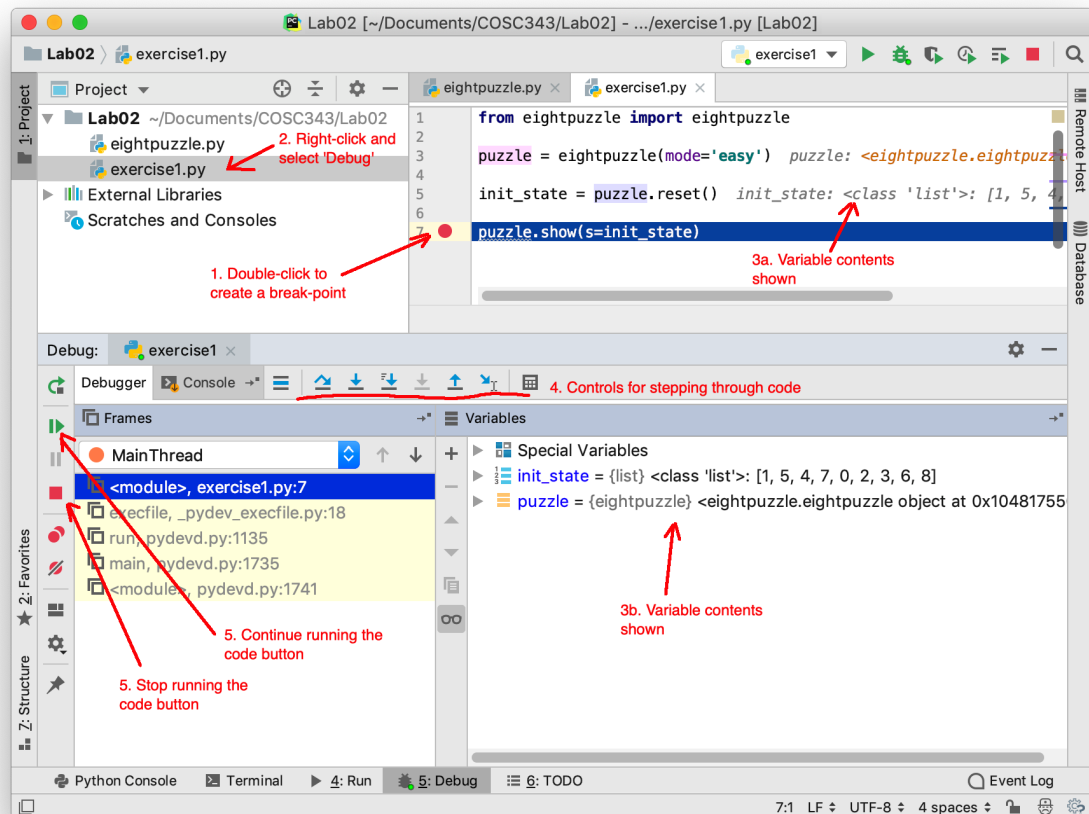 Lab02 [~/Documents/COSC343/Lab02] - .../exercise1.py [Lab02]
Lab02 exercise1.py
exercise1
1: Project
Project
Lab02 ~/Documents/COSC343/Lab02
eightpuzzle.py
exercise1.py
External Libraries
Scratches and Consoles
2. Right-click and
select 'Debug'
1. Double-click to
create a break-point
eightpuzzle.py
exercise1.py
1 from eightpuzzle import eightpuzzle
2
3 puzzle = eightpuzzle(mode='easy') puzzle: <eightpuzzle.eightpuzzl
4
5 init_state = puzzle.reset() init_state: <class 'list'>: [1, 5, 4,
6
7 puzzle.show(s=init_state)
3a. Variable contents
shown
Remote Host
Database
Debug: exercise1
Debugger Console
4. Controls for stepping through code
Frames
MainThread
<module>, exercise1.py:7
execfile, _pydev_execfile.py:18
run, pydevd.py:1135
main, pydevd.py:1735
<module>, pydevd.py:1741
5. Continue running the
code button
5. Stop running the
code button
Variables
Special Variables
init_state = {list} <class 'list'>: [1, 5, 4, 7, 0, 2, 3, 6, 8]
puzzle = {eightpuzzle} <eightpuzzle.eightpuzzle object at 0x10481755
3b. Variable contents
shown
2: Favorites
Z: Structure
Python Console Terminal 4: Run 5: Debug 6: TODO Event Log
7:1 LF UTF-8 4 spaces